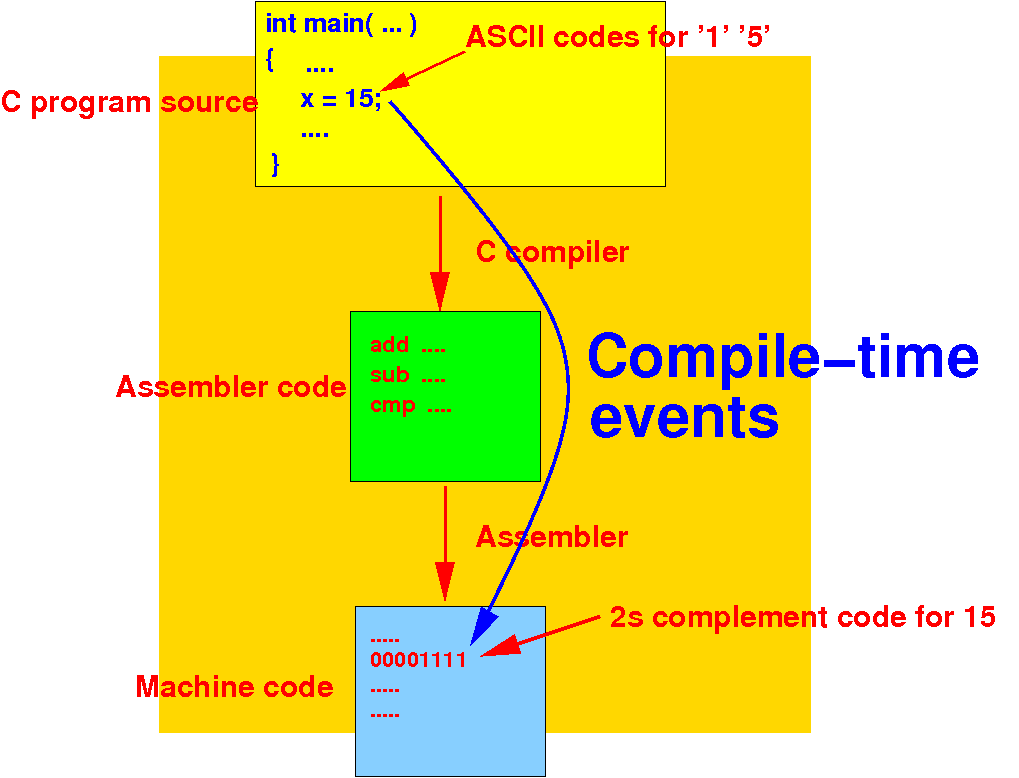 int main( ... )
ASCII codes for ’1’ ’5’
{ ....
C program source
x = 15;
....
}
C compiler
add ....
sub ....
cmp ....
Assembler code
Compile–time
events
Assembler
.....
00001111
.....
.....
2s complement code for 15
Machine code